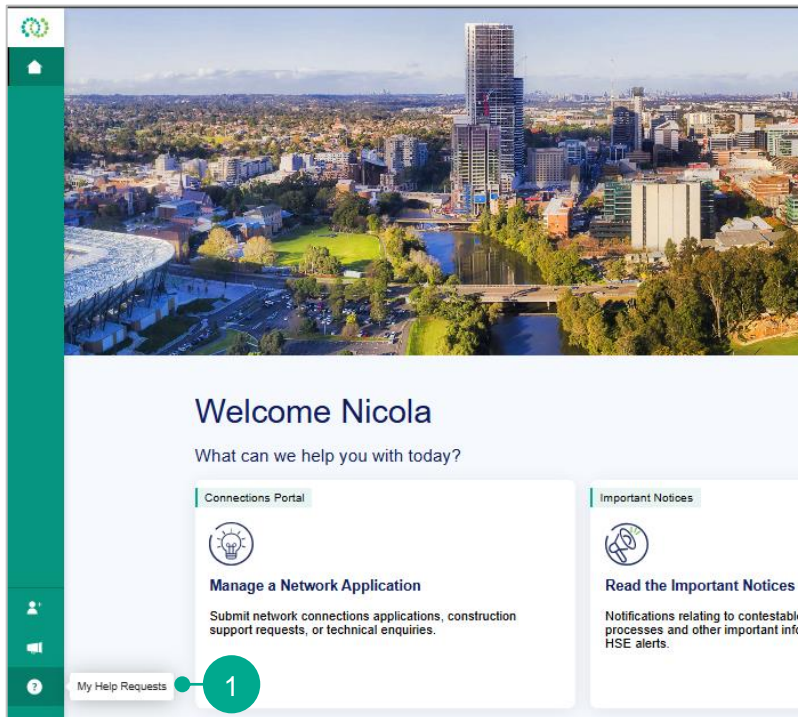 Welcome Nicola
What can we help you with today?
Connections Portal
Manage a Network Application
Submit network connections applications, construction
support requests, or technical enquiries.
Important Notices
Read the Important Notices
Notifications relating to contestable
processes and other important info
HSE alerts.
?
My Help Requests
1